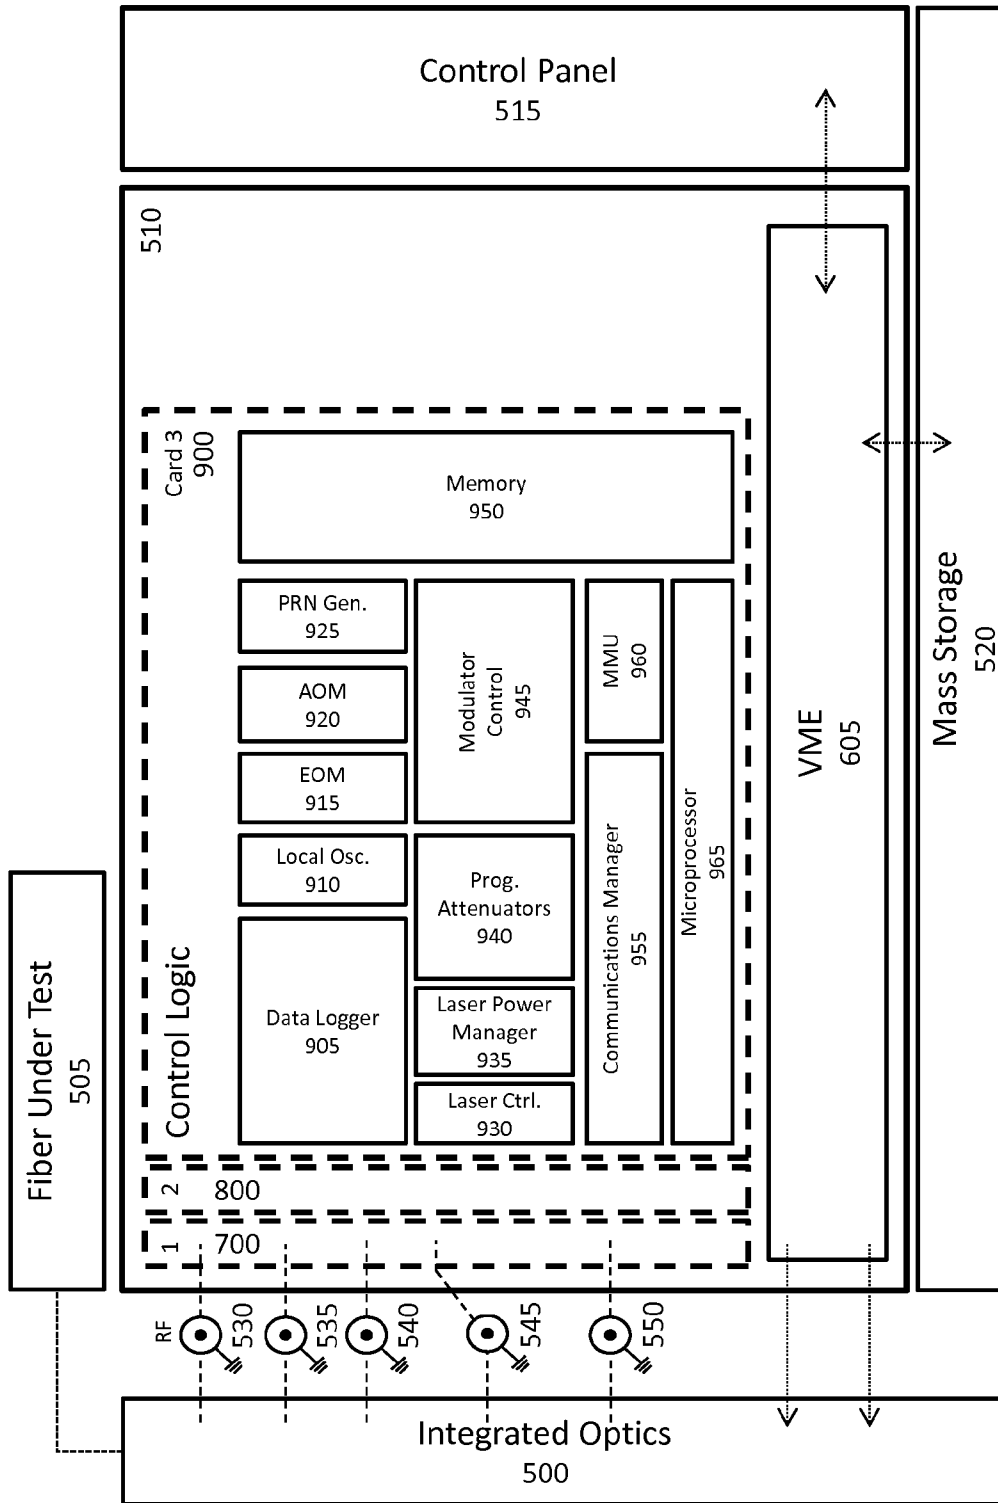 Control Panel
515
510
Card 3
900
Memory
950
PRN Gen.
925
AOM
920
EOM
915
Local Osc.
910
Data Logger
905
Modulator
Control
945
Prog.
Attenuators
940
Laser Power
Manager
935
Laser Ctrl.
930
MMU
960
Communications Manager
955
Microprocessor
965
Control Logic
VME
605
Mass Storage
520
Fiber Under Test
505
2
800
1
700
RF
530
535
540
545
550
Integrated Optics
500